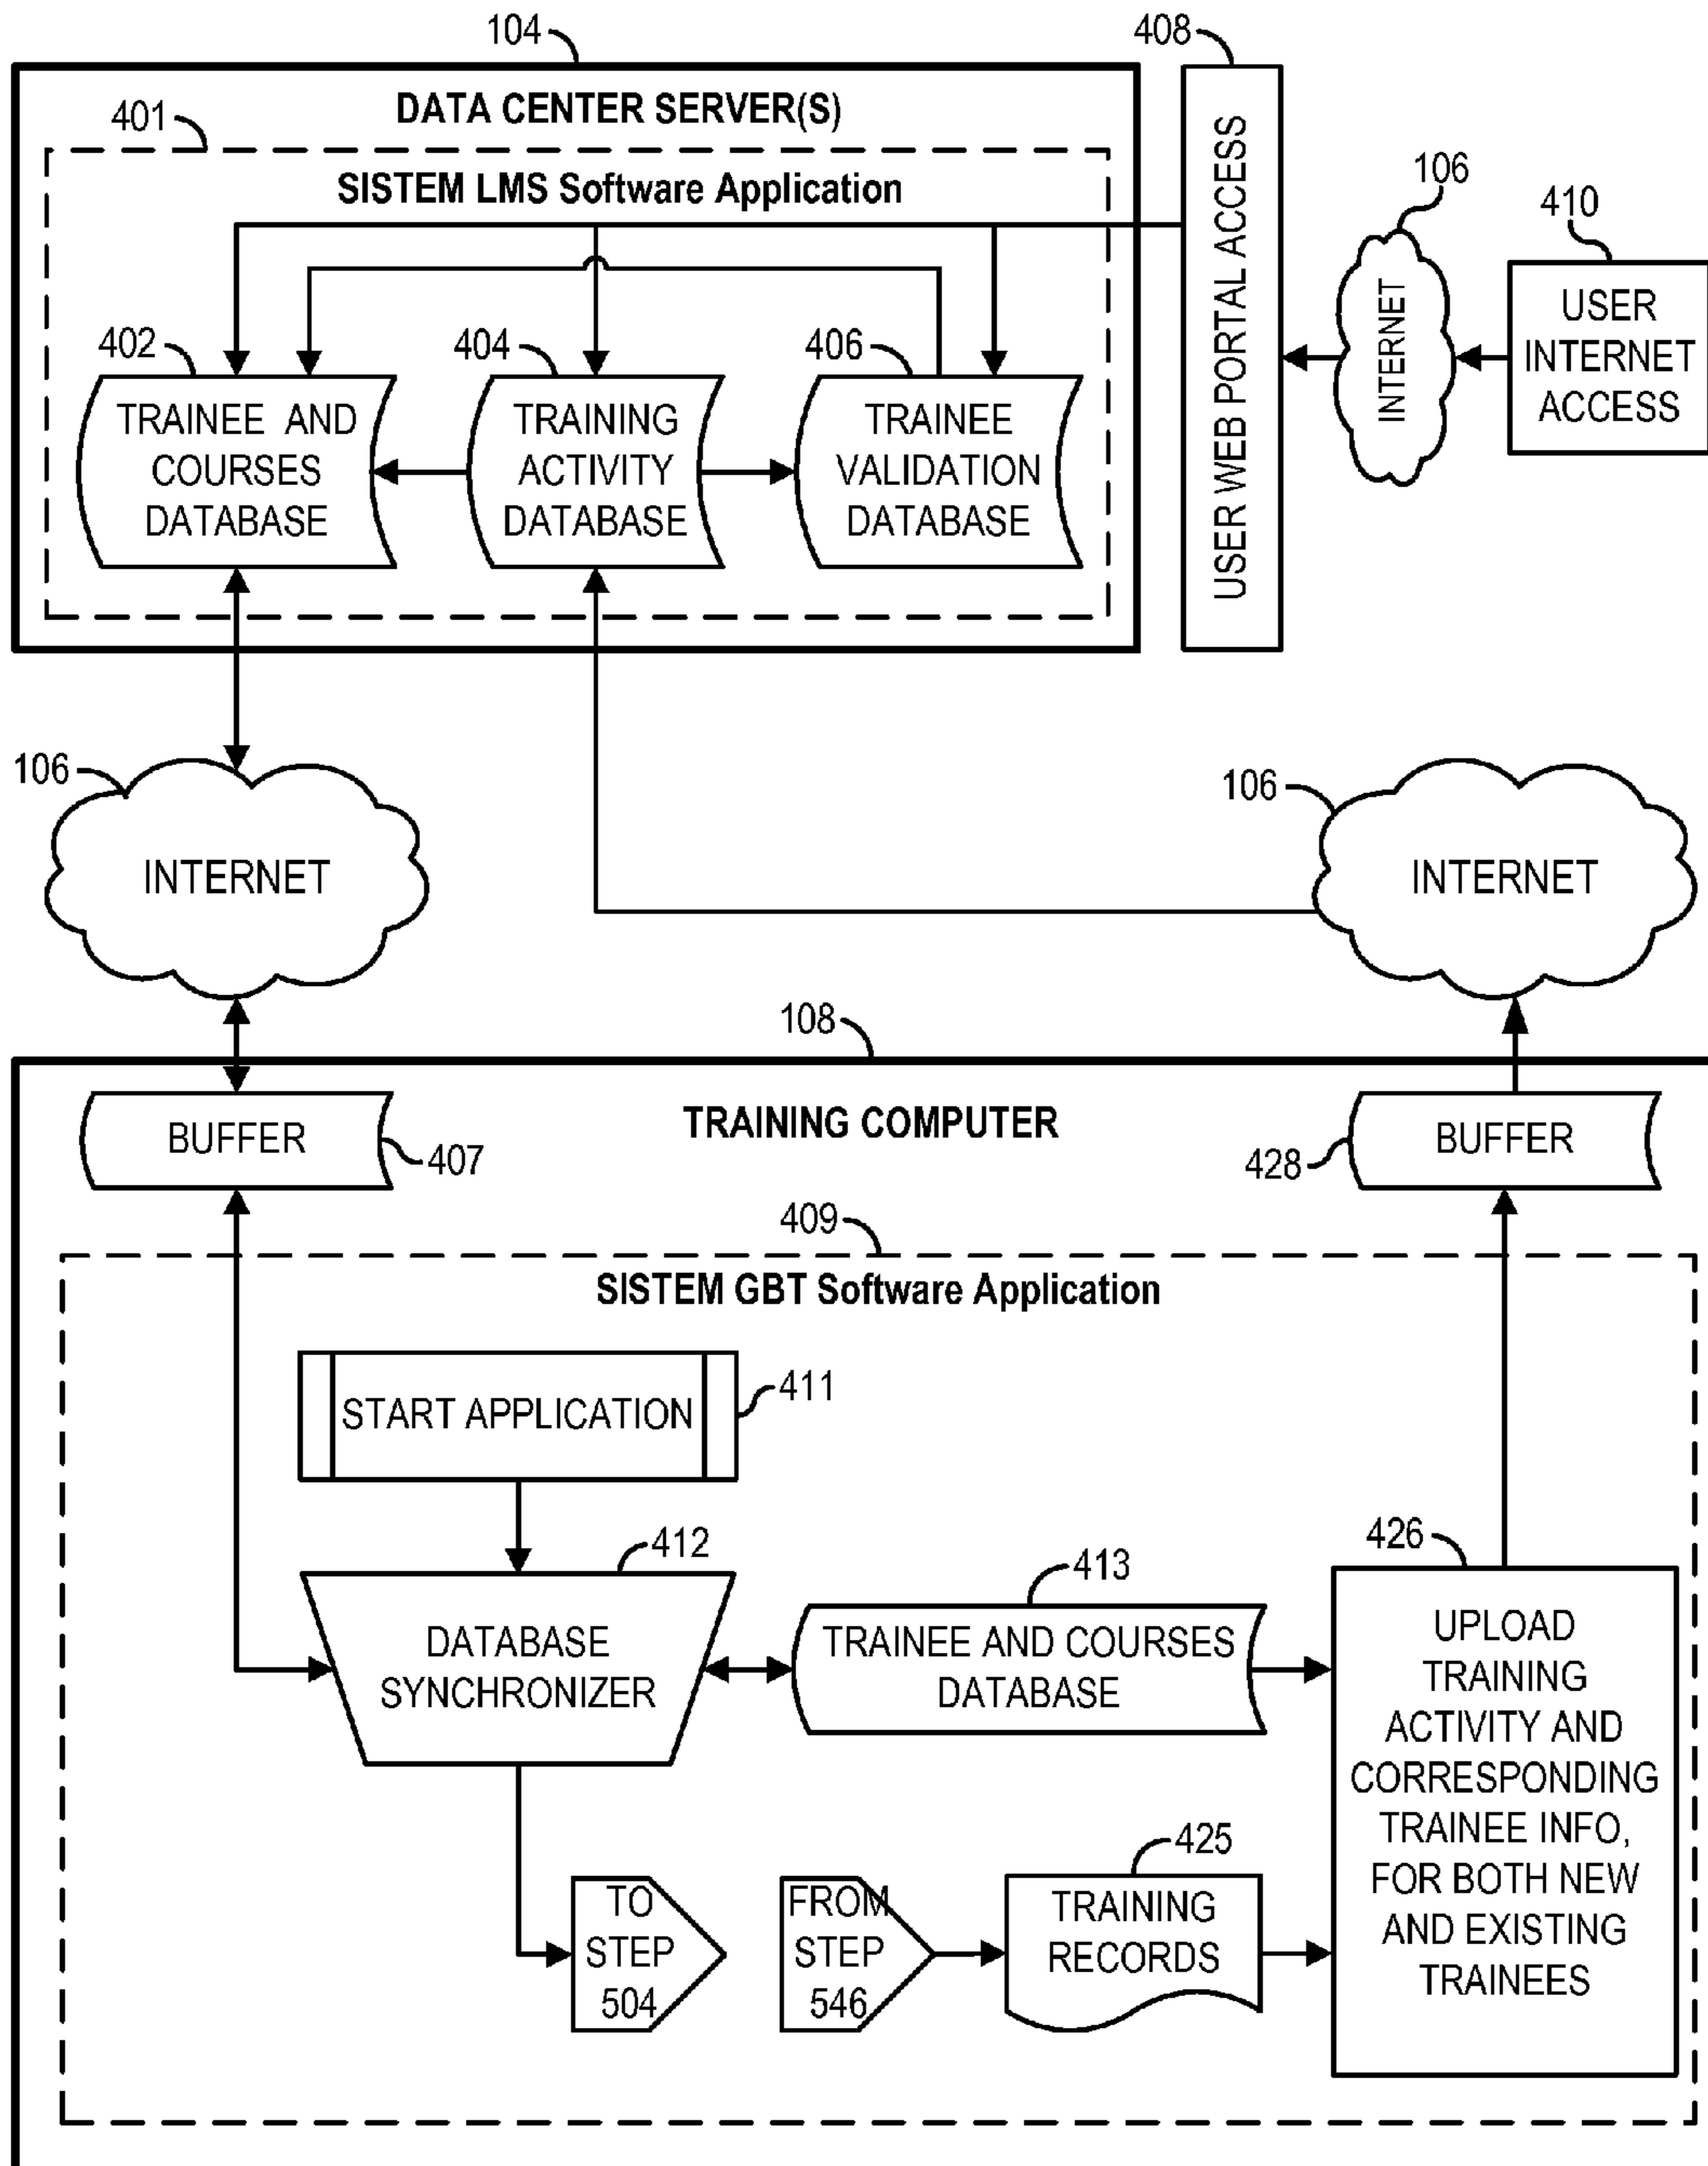 104
408
DATA CENTER SERVER(S)
401
SISTEM LMS Software Application
106
410
USER WEB PORTAL ACCESS
INTERNET
USER
INTERNET
ACCESS
402
404
406
TRAINEE AND
COURSES
DATABASE
TRAINING
ACTIVITY
DATABASE
TRAINEE
VALIDATION
DATABASE
106
INTERNET
106
INTERNET
108
TRAINING COMPUTER
BUFFER
407
BUFFER
428
409
SISTEM GBT Software Application
START APPLICATION
411
412
DATABASE
SYNCHRONIZER
413
TRAINEE AND COURSES
DATABASE
426
UPLOAD
TRAINING
ACTIVITY AND
CORRESPONDING
TRAINEE INFO,
FOR BOTH NEW
AND EXISTING
TRAINEES
TO
STEP
504
FROM
STEP
546
425
TRAINING
RECORDS